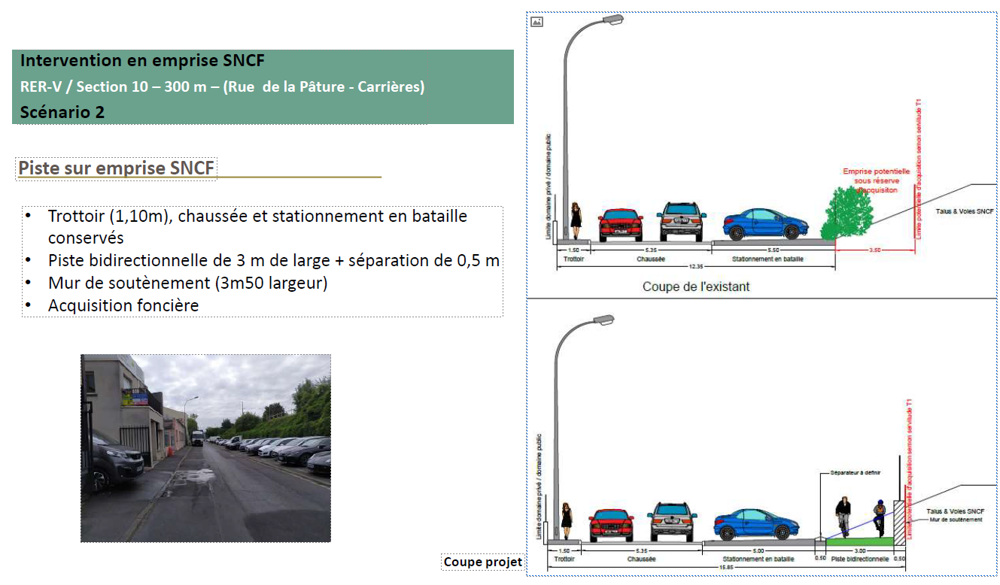 Intervention en emprise SNCF
RER-V / Section 10 – 300 m – (Rue de la Pâture - Carrières)
Scénario 2
Piste sur emprise SNCF
• Trottoir (1,10m), chaussée et stationnement en bataille
conservés
• Piste bidirectionnelle de 3 m de large + séparation de 0,5 m
• Mur de soutènement (3m50 largeur)
• Acquisition foncière
Limite domaine privé / domaine public
Emprise potentielle
sous réserve
d'acquisiton
Limite potentielle d'acquisition semon servitude T1
Talus & Voies SNCF
1.50
5.35
5.50
3.50
Trottoir
Chaussée
Stationnement en bataille
12.35
Coupe de l'existant
Limite domaine privé / domaine public
Séparateur à définir
Limite potentielle d'acquisition semon servitude T1
Talus & Voies SNCF
Mur de soutènement
1.50
5.35
5.00
0.50
3.00
0.50
Trottoir
Chaussée
Stationnement en bataille
Piste bidirectionnelle
15.85
Coupe projet